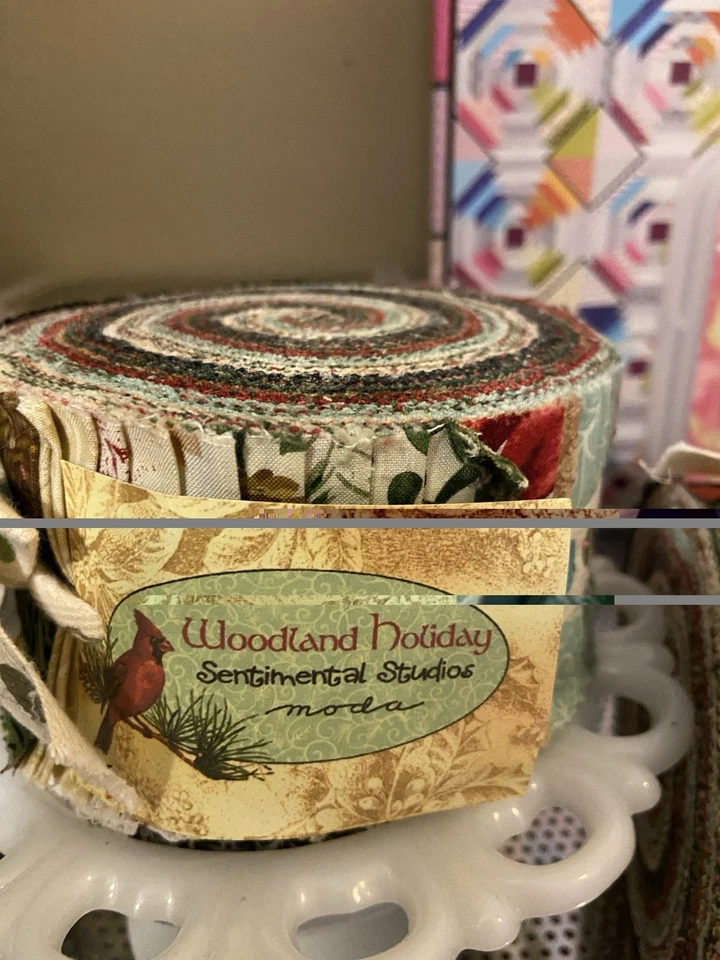 Woodland Holiday
Sentimental Studios
moda